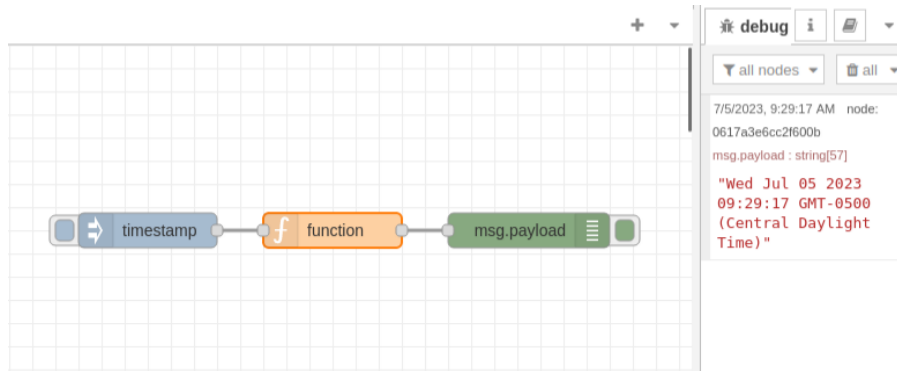 debug
all nodes
all
7/5/2023, 9:29:17 AM node:
0617a3e6cc2f600b
msg.payload : string[57]
"Wed Jul 05 2023
09:29:17 GMT-0500
(Central Daylight
Time)"
timestamp
function
msg.payload